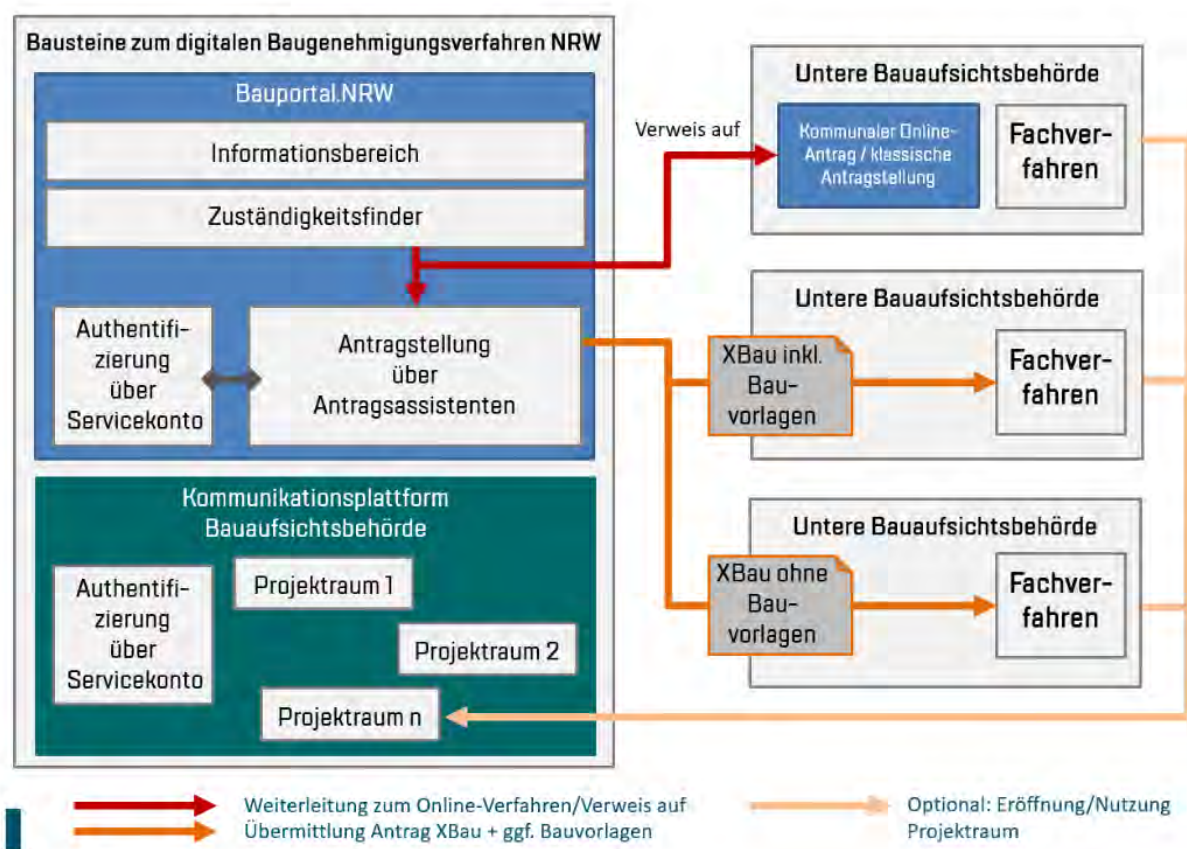 Bausteine zum digitalen Baugenehmigungsverfahren NRW
Bauportal.NRW
Informationsbereich
Zuständigkeitsfinder
Authentifi-
zierung
über
Servicekonto
Antragstellung
über
Antragsassistenten
Kommunikationsplattform
Bauaufsichtsbehörde
Authentifi-
zierung
über
Servicekonto
Projektraum 1
Projektraum 2
Projektraum n
Verweis auf
Untere Bauaufsichtsbehörde
Kommunaler Online-
Antrag / klassische
Antragstellung
Fachver-
fahren
Untere Bauaufsichtsbehörde
XBau inkl.
Bau-
vorlagen
Fachver-
fahren
Untere Bauaufsichtsbehörde
XBau ohne
Bau-
vorlagen
Fachver-
fahren
Weiterleitung zum Online-Verfahren/Verweis auf
Übermittlung Antrag XBau + ggf. Bauvorlagen
Optional: Eröffnung/Nutzung
Projektraum